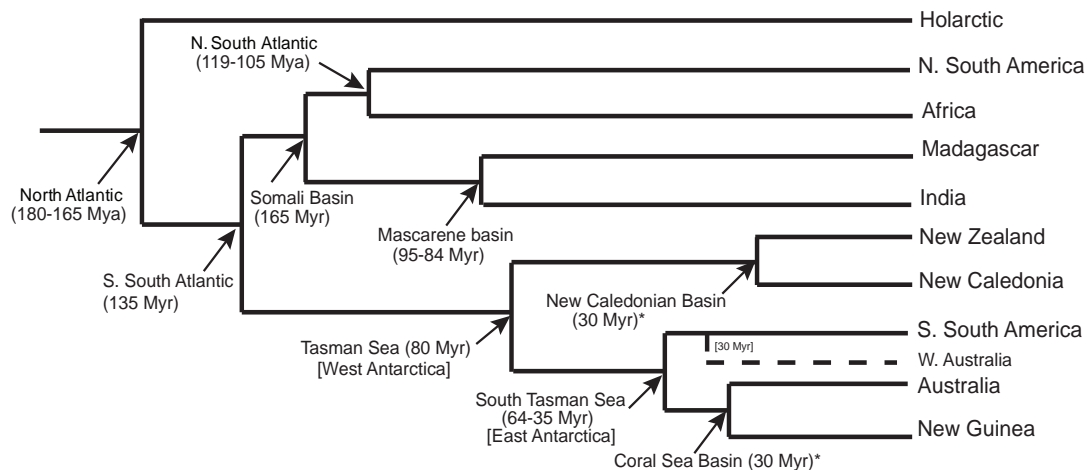 Holarctic
N. South Atlantic
(119-105 Mya)
N. South America
Africa
Madagascar
North Atlantic
(180-165 Mya)
Somali Basin
(165 Myr)
India
Mascarene basin
(95-84 Myr)
New Zealand
S. South Atlantic
(135 Myr)
New Caledonia
New Caledonian Basin
(30 Myr)*
S. South America
[30 Myr]
W. Australia
Tasman Sea (80 Myr)
[West Antarctica]
Australia
South Tasman Sea
(64-35 Myr)
[East Antarctica]
New Guinea
Coral Sea Basin (30 Myr)*